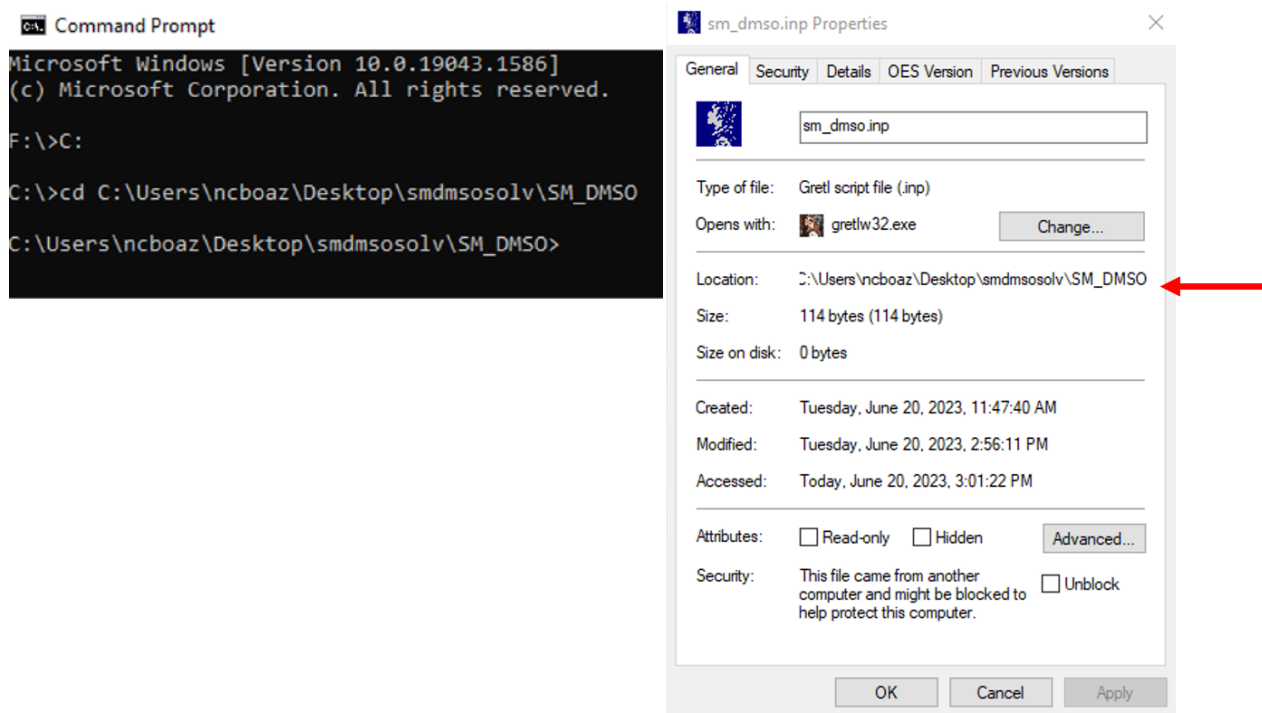 Command Prompt
Microsoft Windows [Version 10.0.19043.1586]
(c) Microsoft Corporation. All rights reserved.
F:\>C:
C:\>cd C:\Users\ncboaz\Desktop\smdmsosolv\SM_DMSO
C:\Users\ncboaz\Desktop\smdmsosolv\SM_DMSO>
sm_dmso.inp Properties
General Security Details OES Version Previous Versions
sm_dmso.inp
Type of file: Gretl script file (.inp)
Opens with: gretlw32.exe Change...
Location: C:\Users\ncboaz\Desktop\smdmsosolv\SM_DMSO
Size: 114 bytes (114 bytes)
Size on disk: 0 bytes
Created: Tuesday, June 20, 2023, 11:47:40 AM
Modified: Tuesday, June 20, 2023, 2:56:11 PM
Accessed: Today, June 20, 2023, 3:01:22 PM
Attributes: Read-only Hidden Advanced...
Security: This file came from another
computer and might be blocked to
help protect this computer.
Unblock
OK Cancel Apply